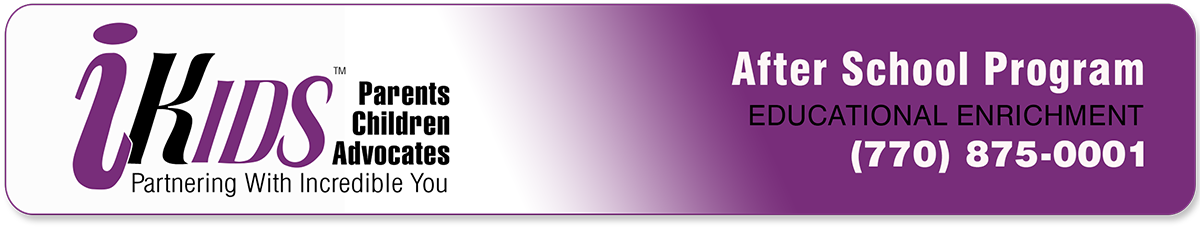 iKIDS™
Parents
Children
Advocates
Partnering With Incredible You
After School Program
EDUCATIONAL ENRICHMENT
(770) 875-0001